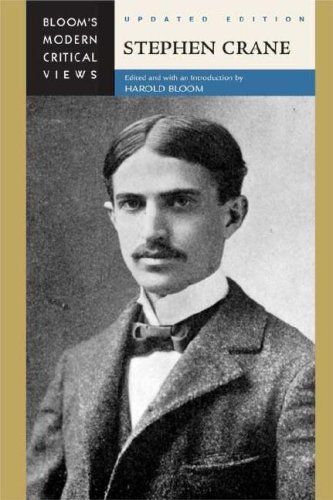 BLOOM'S
MODERN
CRITICAL
VIEWS
UPDATED EDITION
STEPHEN CRANE
Edited and with an Introduction by
HAROLD BLOOM